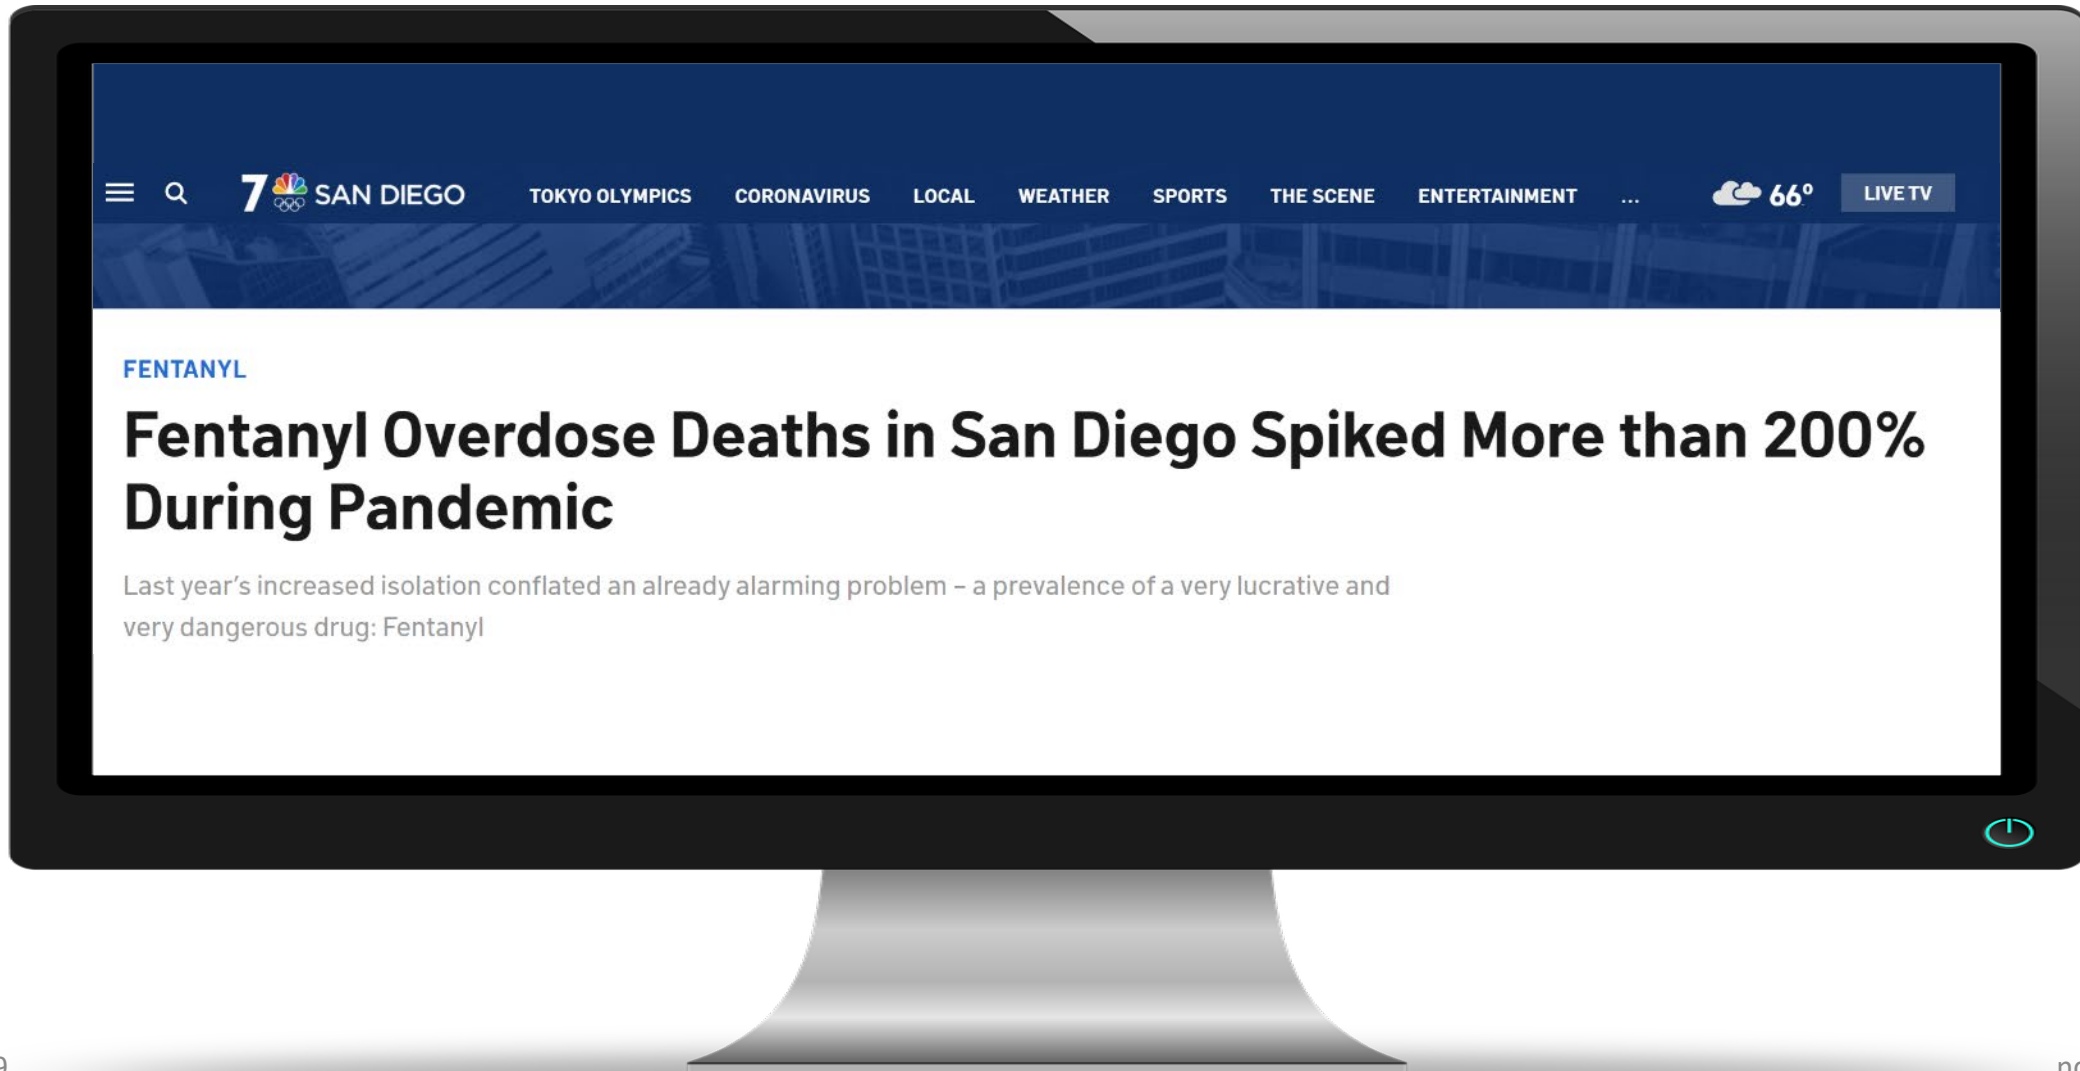 7 SAN DIEGO TOKYO OLYMPICS CORONAVIRUS LOCAL WEATHER SPORTS THE SCENE ENTERTAINMENT ... 66° LIVE TV
FENTANYL
Fentanyl Overdose Deaths in San Diego Spiked More than 200%
During Pandemic
Last year's increased isolation conflated an already alarming problem – a prevalence of a very lucrative and
very dangerous drug: Fentanyl